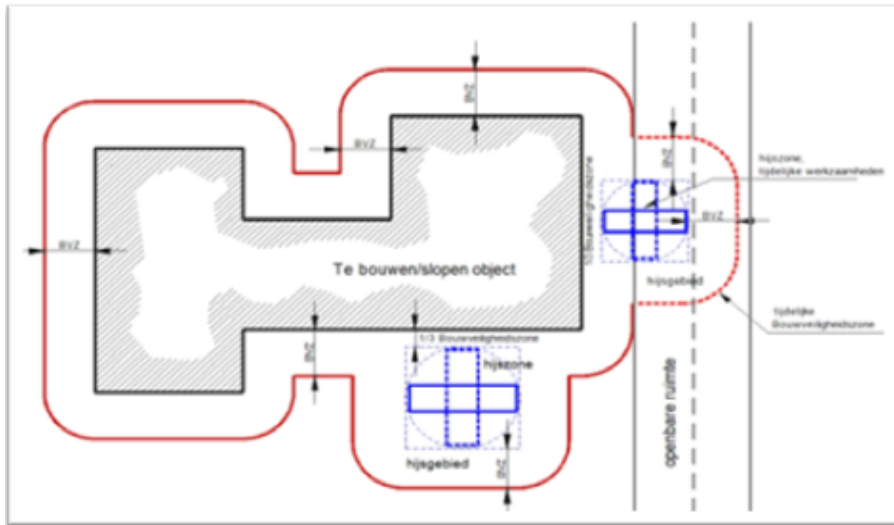 BVZ
BVZ
BVZ
1/3 Bouwveiligheidszone
BVZ
hijszone,
tijdelijke werkzaamheden
BVZ
BVZ
Te bouwen/slopen object
hijsgebied
tijdelijke
Bouwveiligheidszone
1/3 Bouwveiligheidszone
BVZ
hijszone
openbare ruimte
hijsgebied
BVZ